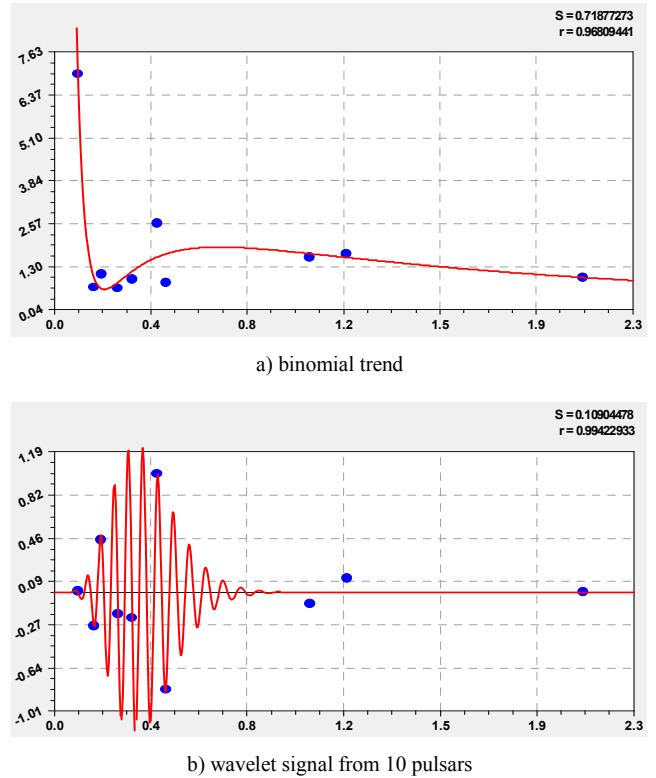 S = 0.71877273
r = 0.96809441
7.63
6.37
5.10
3.84
2.57
1.30
0.04
0.0 0.4 0.8 1.2 1.6 1.9 2.3
a) binomial trend
S = 0.10904478
r = 0.99422933
1.19
0.82
0.46
0.09
-0.27
-0.64
-1.01
0.0 0.4 0.8 1.2 1.6 1.9 2.3
b) wavelet signal from 10 pulsars